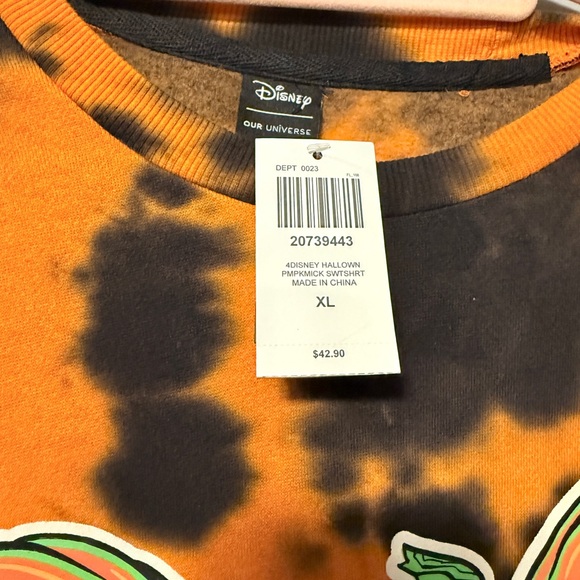 Disney
OUR UNIVERSE
DEPT 0023
20739443
4DISNEY HALLOWN
PMPKMICK SWTSHRT
MADE IN CHINA
XL
$42.90